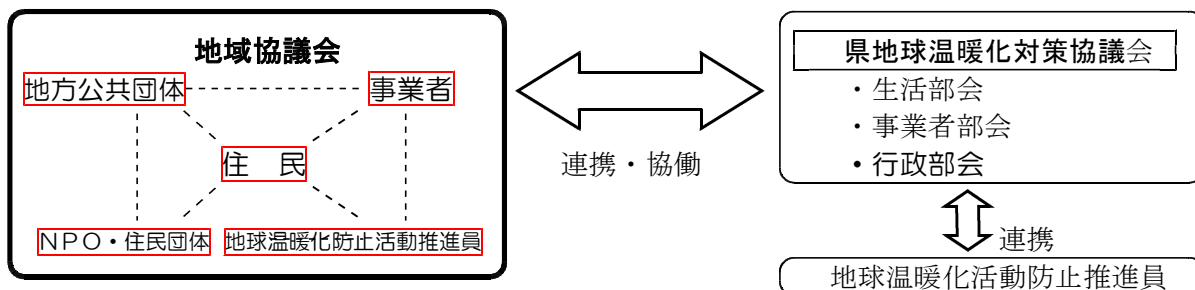 地域協議会
地方公共団体
事業者
住　民
NPO・住民団体
地球温暖化防止活動推進員
連携・協働
県地球温暖化対策協議会
・生活部会
・事業者部会
・行政部会
連携
地球温暖化活動防止推進員